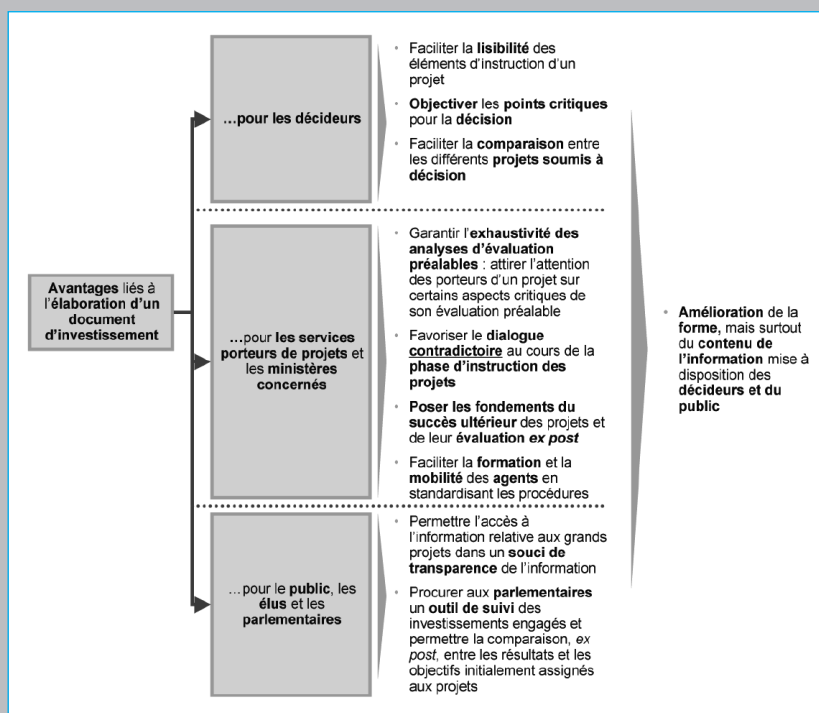 Avantages liés à
l'élaboration d'un
document
d'investissement
…pour les décideurs
• Faciliter la lisibilité des
éléments d'instruction d'un
projet
• Objectiver les points critiques
pour la décision
• Faciliter la comparaison entre
les différents projets soumis à
décision
…pour les services
porteurs de projets et
les ministères
concernés
• Garantir l'exhaustivité des
analyses d'évaluation
préalables : attirer l'attention
des porteurs d'un projet sur
certains aspects critiques de
son évaluation préalable
• Favoriser le dialogue
contradictoire au cours de la
phase d'instruction des
projets
• Poser les fondements du
succès ultérieur des projets et
de leur évaluation ex post
• Faciliter la formation et la
mobilité des agents en
standardisant les procédures
…pour le public, les
élus et les
parlementaires
• Permettre l'accès à
l'information relative aux grands
projets dans un souci de
transparence de l'information
• Procurer aux parlementaires
un outil de suivi des
investissements engagés et
permettre la comparaison, ex
post, entre les résultats et les
objectifs initialement assignés
aux projets
• Amélioration de la
forme, mais surtout
du contenu de
l'information mise à
disposition des
décideurs et du
public